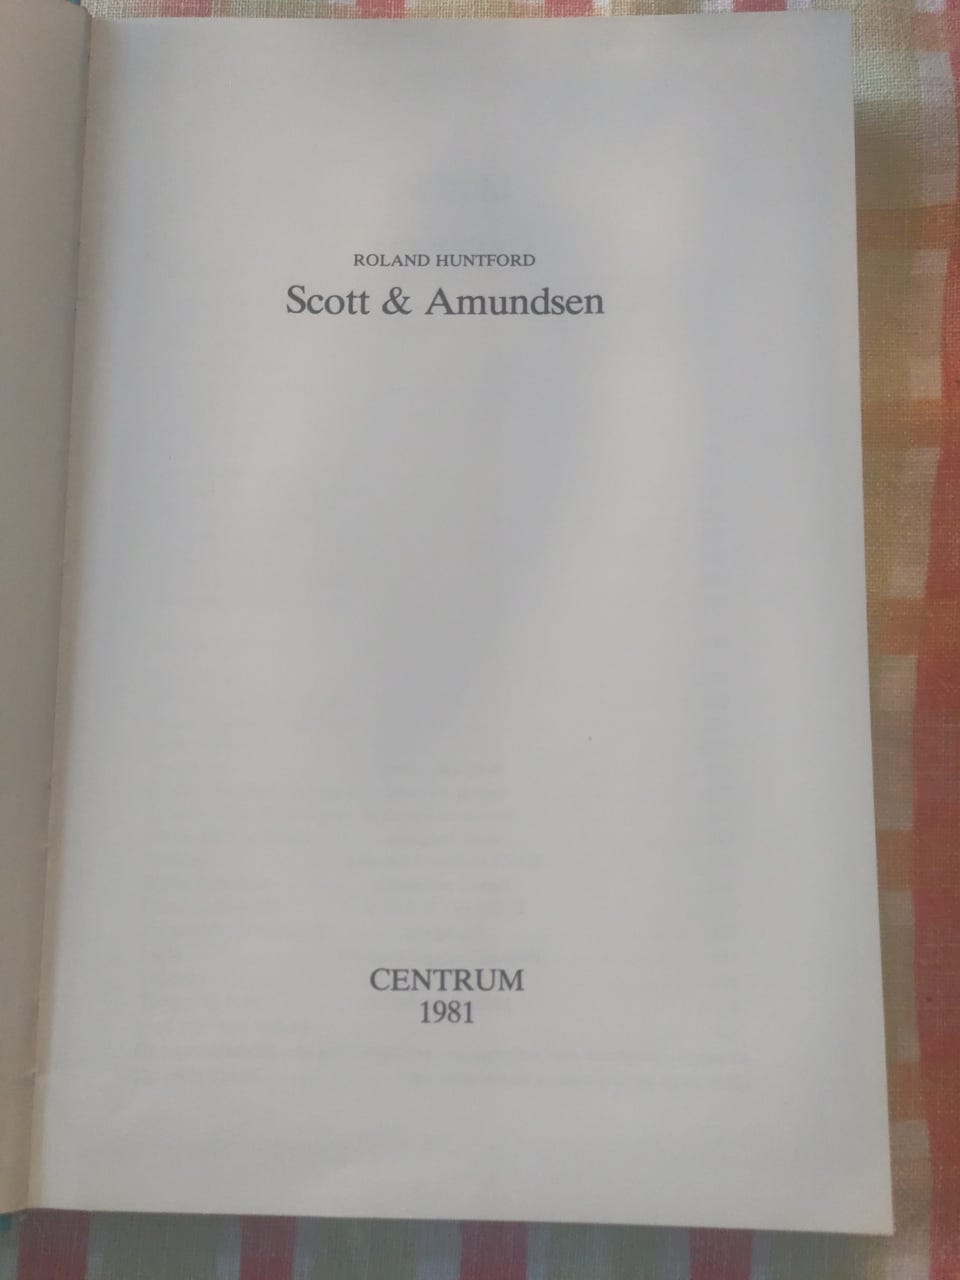 ROLAND HUNTFORD
Scott & Amundsen
CENTRUM
1981